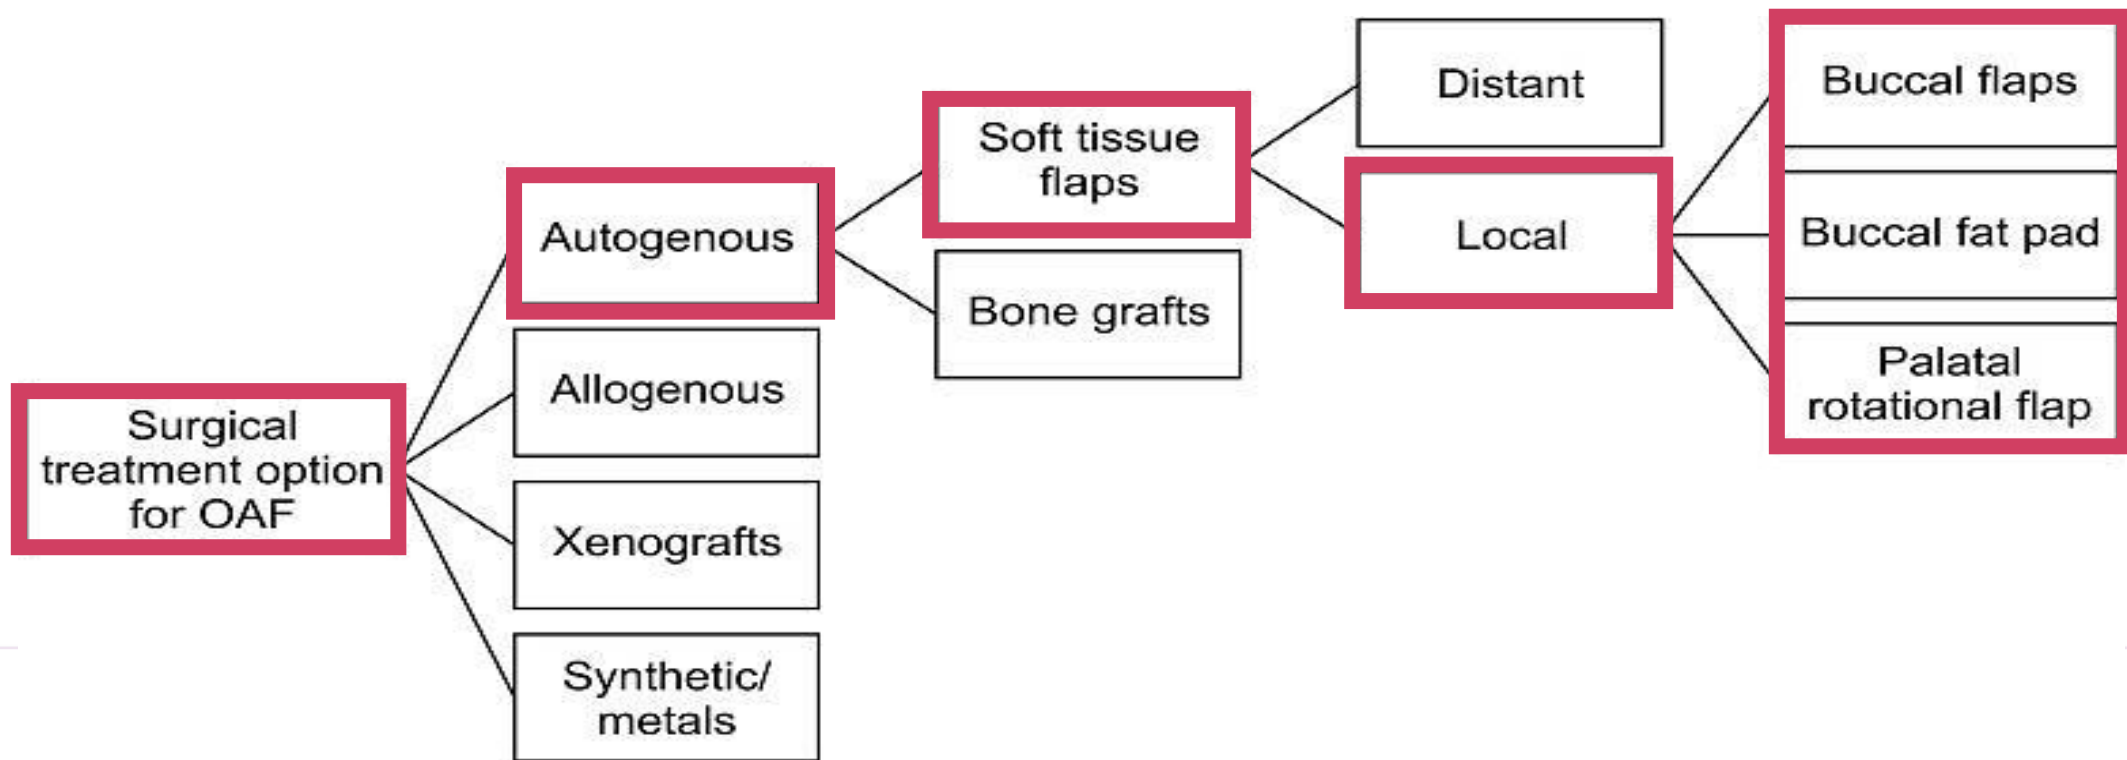 Surgical
treatment option
for OAF
Autogenous
Allogenous
Xenografts
Synthetic/
metals
Soft tissue
flaps
Bone grafts
Distant
Local
Buccal flaps
Buccal fat pad
Palatal
rotational flap